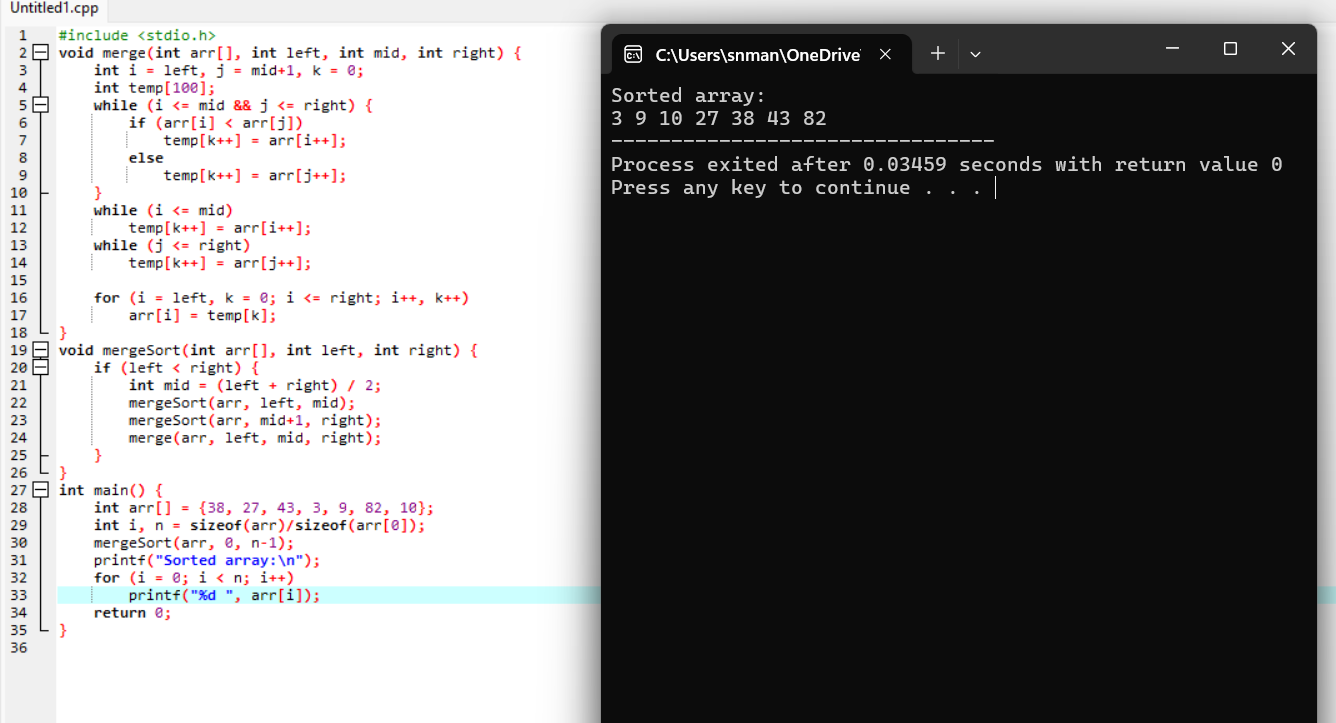 Untitled1.cpp
1 #include <stdio.h>
2 void merge(int arr[], int left, int mid, int right) {
3     int i = left, j = mid+1, k = 0;
4     int temp[100];
5     while (i <= mid && j <= right) {
6         if (arr[i] < arr[j])
7             temp[k++] = arr[i++];
8         else
9             temp[k++] = arr[j++];
10     }
11     while (i <= mid)
12         temp[k++] = arr[i++];
13     while (j <= right)
14         temp[k++] = arr[j++];
15
16     for (i = left, k = 0; i <= right; i++, k++)
17         arr[i] = temp[k];
18 }
19 void mergeSort(int arr[], int left, int right) {
20     if (left < right) {
21         int mid = (left + right) / 2;
22         mergeSort(arr, left, mid);
23         mergeSort(arr, mid+1, right);
24         merge(arr, left, mid, right);
25     }
26 }
27 int main() {
28     int arr[] = {38, 27, 43, 3, 9, 82, 10};
29     int i, n = sizeof(arr)/sizeof(arr[0]);
30     mergeSort(arr, 0, n-1);
31     printf("Sorted array:\n");
32     for (i = 0; i < n; i++)
33         printf("%d ", arr[i]);
34     return 0;
35 }
36
C:\Users\snman\OneDrive
Sorted array:
3 9 10 27 38 43 82
--------------------------------
Process exited after 0.03459 seconds with return value 0
Press any key to continue . . .